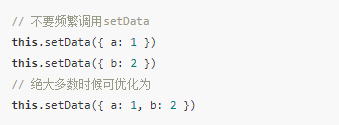 // 不要频繁调用setData
this.setData({ a: 1 })
this.setData({ b: 2 })
// 绝大多数时候可优化为
this.setData({ a: 1, b: 2 })